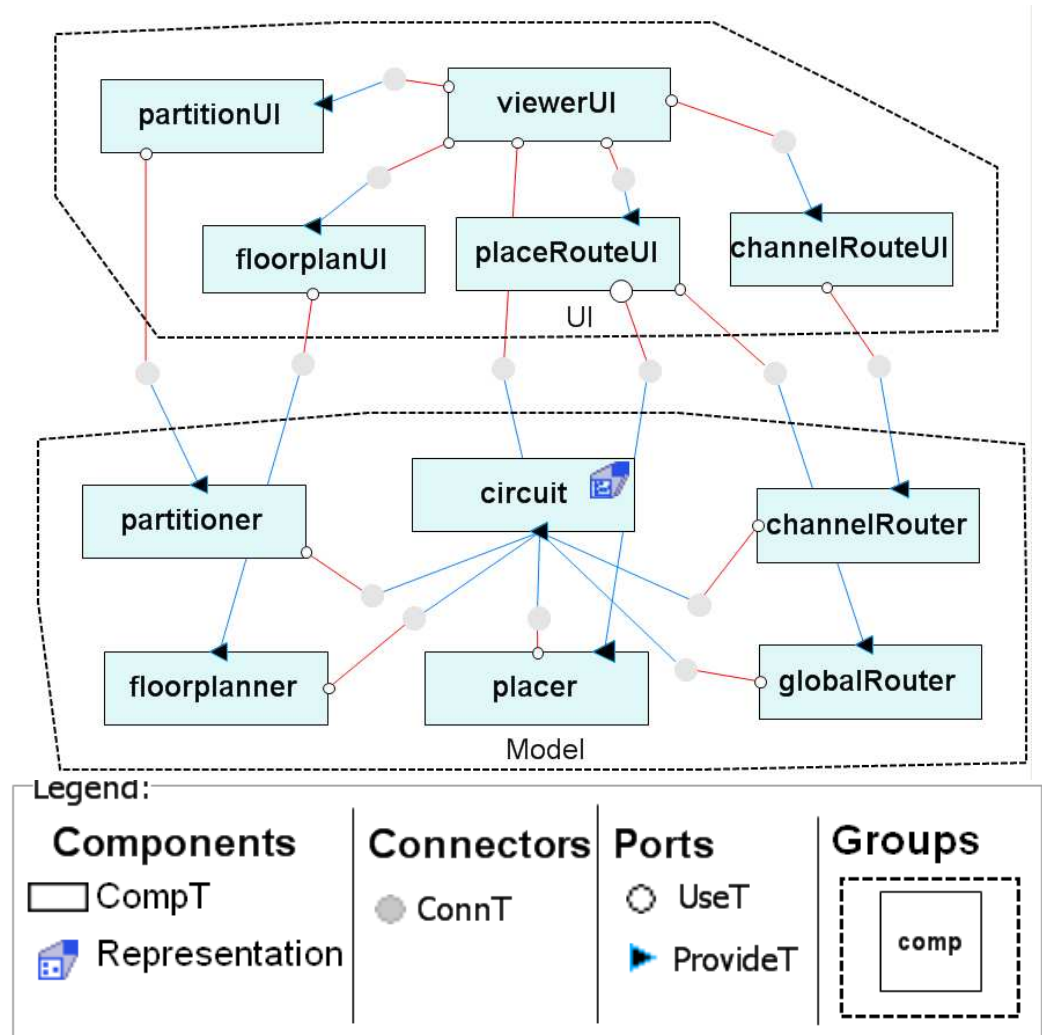 viewerUI
partitionUI
floorplanUI
placeRouteUI
channelRouteUI
UI
circuit
partitioner
channelRouter
floorplanner
placer
globalRouter
Model
Legend:
Components
CompT
Representation
Connectors
ConnT
Ports
UseT
ProvideT
Groups
comp